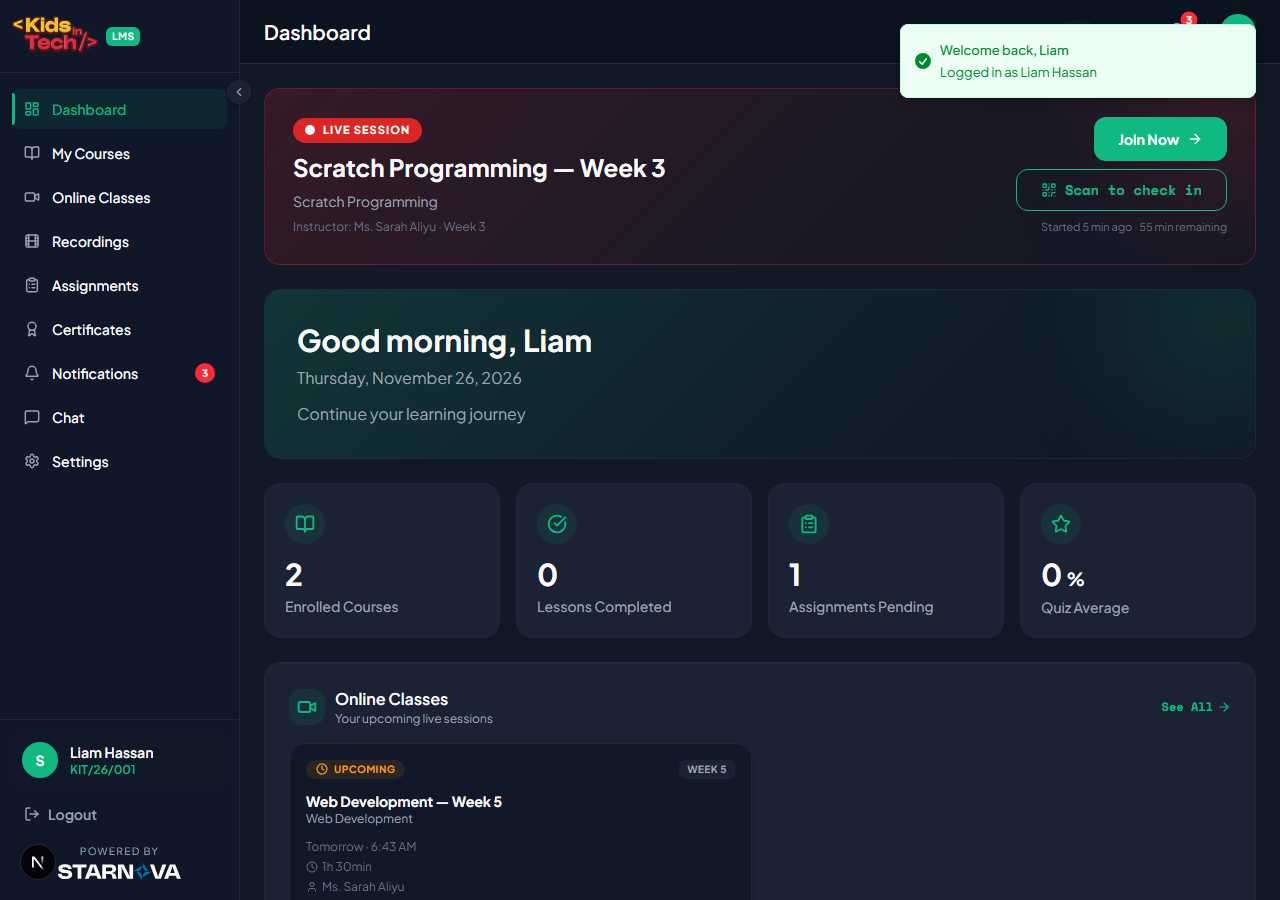 <Kids in
Tech/>
LMS
Dashboard
My Courses
Online Classes
Recordings
Assignments
Certificates
Notifications
3
Chat
Settings
S
Liam Hassan
KIT/26/001
Logout
N
POWERED BY
STARNOVA
Dashboard
3
Welcome back, Liam
Logged in as Liam Hassan
LIVE SESSION
Scratch Programming — Week 3
Scratch Programming
Instructor: Ms. Sarah Aliyu · Week 3
Join Now
Scan to check in
Started 5 min ago · 55 min remaining
Good morning, Liam
Thursday, November 26, 2026
Continue your learning journey
2
Enrolled Courses
0
Lessons Completed
1
Assignments Pending
0 %
Quiz Average
Online Classes
Your upcoming live sessions
See All
UPCOMING
WEEK 5
Web Development — Week 5
Web Development
Tomorrow · 6:43 AM
1h 30min
Ms. Sarah Aliyu